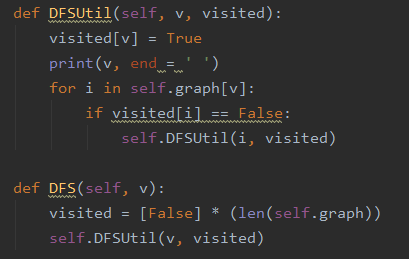 def DFSUtil(self, v, visited):
    visited[v] = True
    print(v, end = ' ')
    for i in self.graph[v]:
        if visited[i] == False:
            self.DFSUtil(i, visited)

def DFS(self, v):
    visited = [False] * (len(self.graph))
    self.DFSUtil(v, visited)